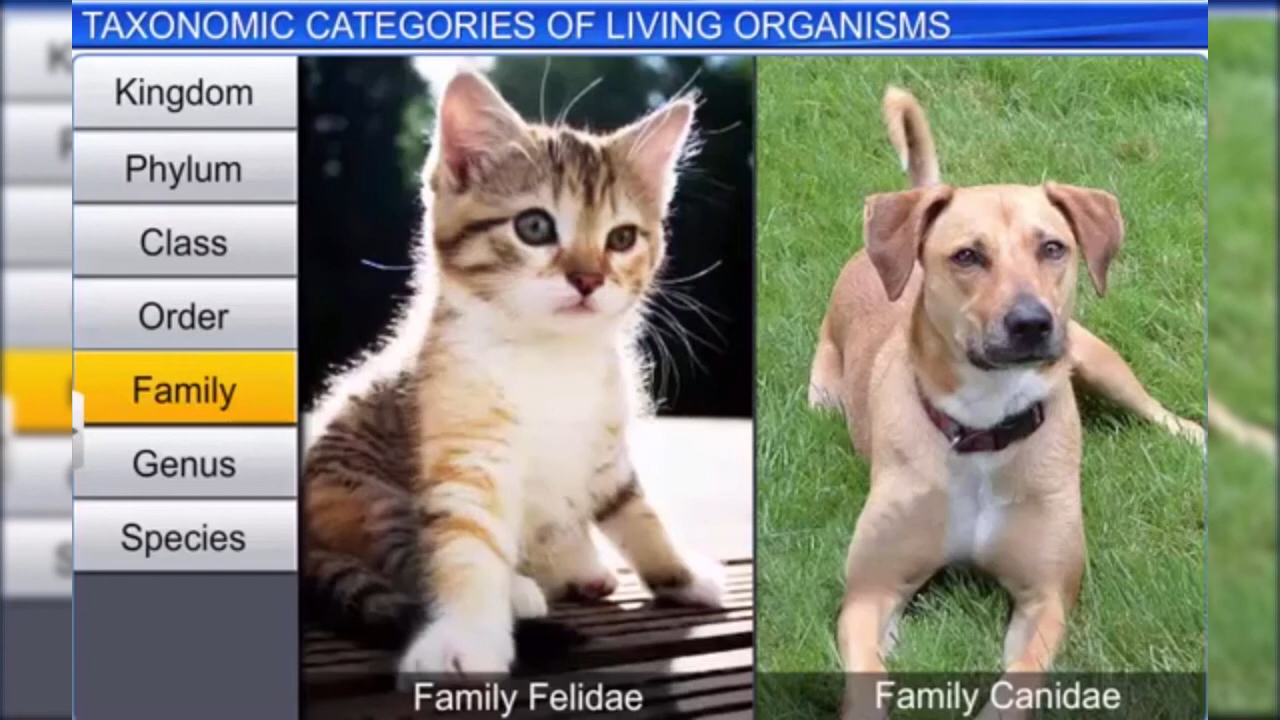 TAXONOMIC CATEGORIES OF LIVING ORGANISMS
Kingdom
Phylum
Class
Order
Family
Genus
Species
Family Felidae
Family Canidae